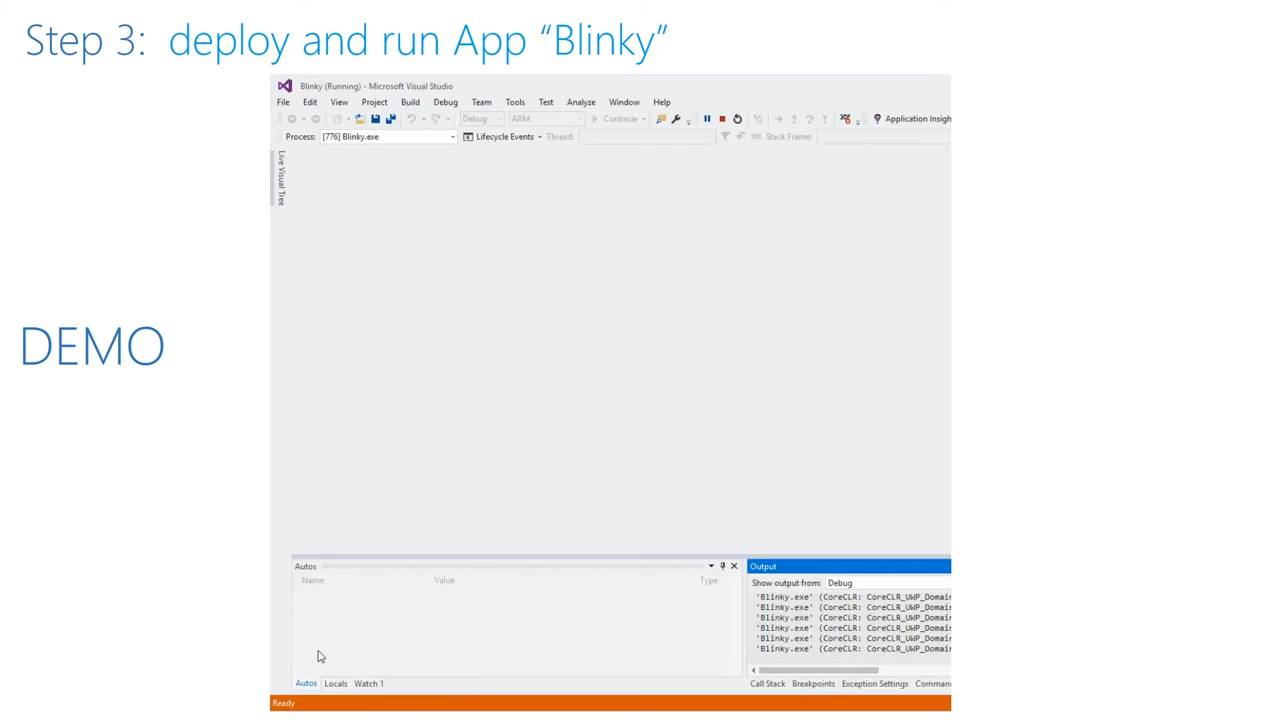 Step 3:  deploy and run App “Blinky”
Blinky (Running) - Microsoft Visual Studio
File Edit View Project Build Debug Team Tools Test Analyze Window Help
Debug ARM Continue Application Insigh
Process: [776] Blinky.exe Lifecycle Events Thread: Stack Frame:
Live Visual Tree
DEMO
Autos
Name Value Type
Output
Show output from: Debug
'Blinky.exe' (CoreCLR: CoreCLR_UWP_Domain
'Blinky.exe' (CoreCLR: CoreCLR_UWP_Domain
'Blinky.exe' (CoreCLR: CoreCLR_UWP_Domain
'Blinky.exe' (CoreCLR: CoreCLR_UWP_Domain
'Blinky.exe' (CoreCLR: CoreCLR_UWP_Domain
'Blinky.exe' (CoreCLR: CoreCLR_UWP_Domain
Autos Locals Watch 1
Call Stack Breakpoints Exception Settings Comman
Ready